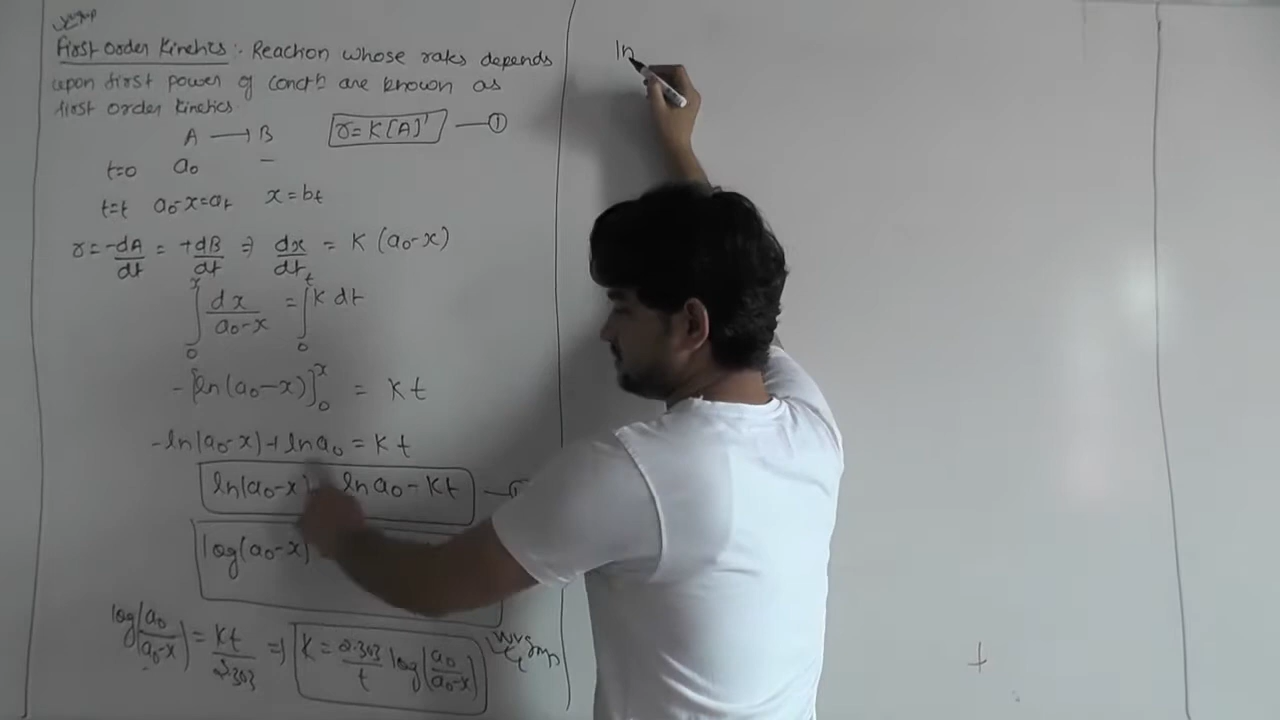 V.V. Imp
First Order Kinetics :- Reaction whose rates depends
upon first power of concⁿ are known as
first order kinetics.
A ⟶ B r = K[A]¹ — ①
t=0 a₀ —
t=t a₀-x=aₜ x = bₜ
r = -dA/dt = +dB/dt ⇒ dx/dt = K (a₀-x)
∫₀ˣ dx/(a₀-x) = ∫₀ᵗ K dt
-[ln(a₀-x)]₀ˣ = Kt
-ln(a₀-x) + ln a₀ = Kt
ln(a₀-x) ln a₀ - Kt
log(a₀-x)
log(a₀/(a₀-x)) = Kt/2.303 ⇒ K = 2.303/t log(a₀/(a₀-x))
ln